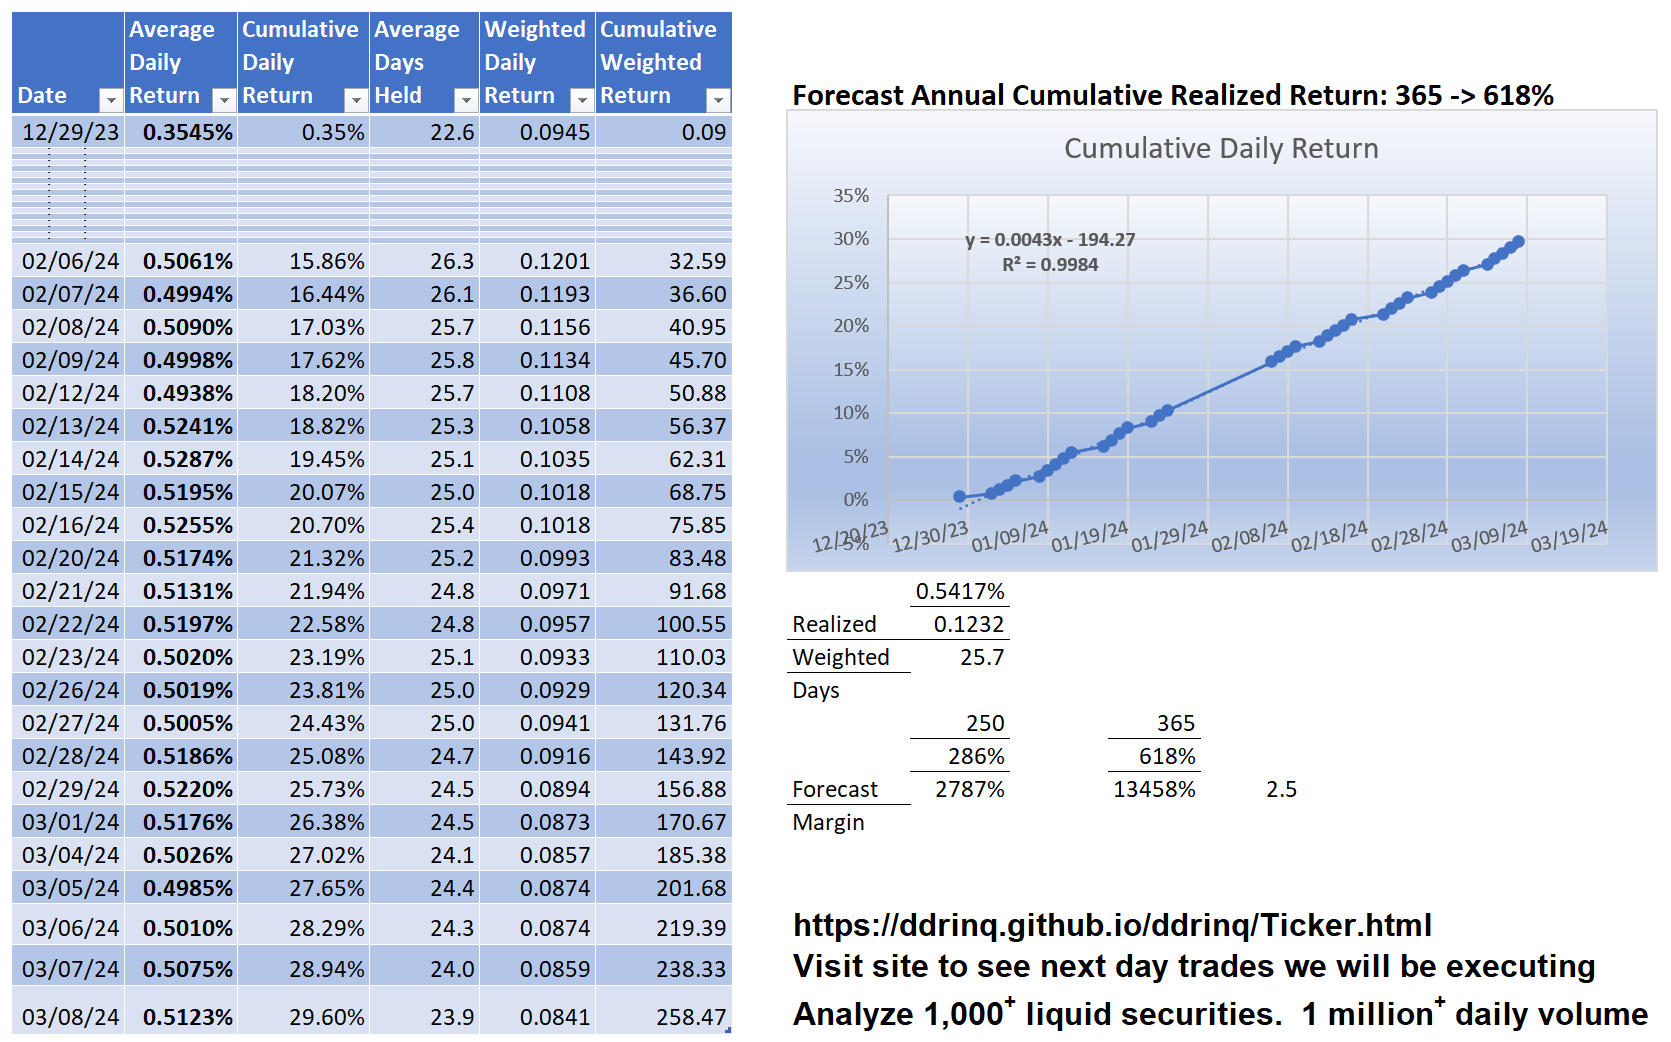 Date Average Daily Return Cumulative Daily Return Average Days Held Weighted Daily Return Cumulative Weighted Return
12/29/23 0.3545% 0.35% 22.6 0.0945 0.09
02/06/24 0.5061% 15.86% 26.3 0.1201 32.59
02/07/24 0.4994% 16.44% 26.1 0.1193 36.60
02/08/24 0.5090% 17.03% 25.7 0.1156 40.95
02/09/24 0.4998% 17.62% 25.8 0.1134 45.70
02/12/24 0.4938% 18.20% 25.7 0.1108 50.88
02/13/24 0.5241% 18.82% 25.3 0.1058 56.37
02/14/24 0.5287% 19.45% 25.1 0.1035 62.31
02/15/24 0.5195% 20.07% 25.0 0.1018 68.75
02/16/24 0.5255% 20.70% 25.4 0.1018 75.85
02/20/24 0.5174% 21.32% 25.2 0.0993 83.48
02/21/24 0.5131% 21.94% 24.8 0.0971 91.68
02/22/24 0.5197% 22.58% 24.8 0.0957 100.55
02/23/24 0.5020% 23.19% 25.1 0.0933 110.03
02/26/24 0.5019% 23.81% 25.0 0.0929 120.34
02/27/24 0.5005% 24.43% 25.0 0.0941 131.76
02/28/24 0.5186% 25.08% 24.7 0.0916 143.92
02/29/24 0.5220% 25.73% 24.5 0.0894 156.88
03/01/24 0.5176% 26.38% 24.5 0.0873 170.67
03/04/24 0.5026% 27.02% 24.1 0.0857 185.38
03/05/24 0.4985% 27.65% 24.4 0.0874 201.68
03/06/24 0.5010% 28.29% 24.3 0.0874 219.39
03/07/24 0.5075% 28.94% 24.0 0.0859 238.33
03/08/24 0.5123% 29.60% 23.9 0.0841 258.47
Forecast Annual Cumulative Realized Return: 365 -> 618%
Cumulative Daily Return
35%
30%
25%
20%
15%
10%
5%
0%
-5%
y = 0.0043x - 194.27
R² = 0.9984
12/20/23 12/30/23 01/09/24 01/19/24 01/29/24 02/08/24 02/18/24 02/28/24 03/09/24 03/19/24
0.5417%
Realized 0.1232
Weighted 25.7
Days
250 365
286% 618%
Forecast 2787% 13458% 2.5
Margin
https://ddrinq.github.io/ddrinq/Ticker.html
Visit site to see next day trades we will be executing
Analyze 1,000⁺ liquid securities. 1 million⁺ daily volume